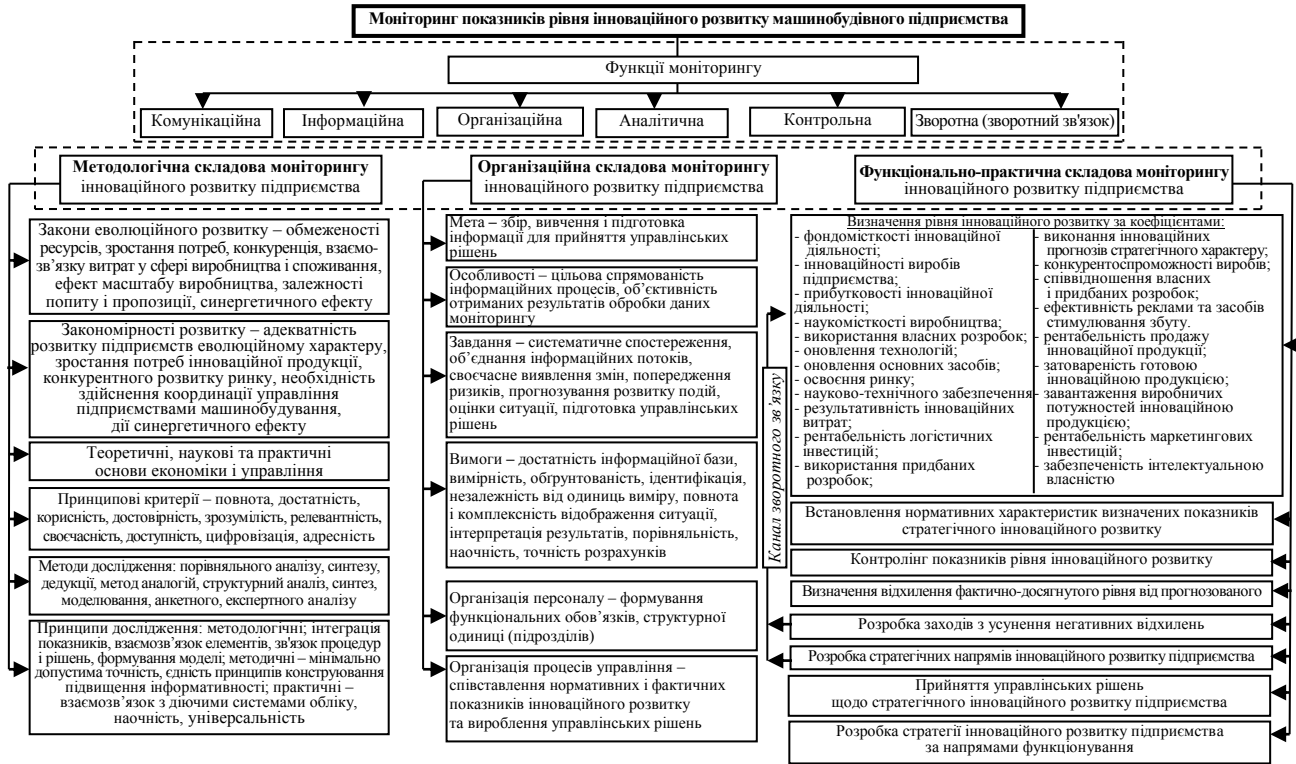 Моніторинг показників рівня інноваційного розвитку машинобудівного підприємства
Функції моніторингу
Комунікаційна
Інформаційна
Організаційна
Аналітична
Контрольна
Зворотна (зворотний зв'язок)
Методологічна складова моніторингу
інноваційного розвитку підприємства
Закони еволюційного розвитку – обмеженості
ресурсів, зростання потреб, конкуренція, взаємо-
зв'язку витрат у сфері виробництва і споживання,
ефект масштабу виробництва, залежності
попиту і пропозиції, синергетичного ефекту
Закономірності розвитку – адекватність
розвитку підприємств еволюційному характеру,
зростання потреб інноваційної продукції,
конкурентного розвитку ринку, необхідність
здійснення координації управління
підприємствами машинобудування,
дії синергетичного ефекту
Теоретичні, наукові та практичні
основи економіки і управління
Принципові критерії – повнота, достатність,
корисність, достовірність, зрозумілість, релевантність,
своєчасність, доступність, цифровізація, адресність
Методи дослідження: порівняльного аналізу, синтезу,
дедукції, метод аналогій, структурний аналіз, синтез,
моделювання, анкетного, експертного аналізу
Принципи дослідження: методологічні; інтеграція
показників, взаємозв'язок елементів, зв'язок процедур
і рішень, формування моделі; методичні – мінімально
допустима точність, єдність принципів конструювання
підвищення інформативності; практичні –
взаємозв'язок з діючими системами обліку,
наочність, універсальність
Організаційна складова моніторингу
інноваційного розвитку підприємства
Мета – збір, вивчення і підготовка
інформації для прийняття управлінських
рішень
Особливості – цільова спрямованість
інформаційних процесів, об'єктивність
отриманих результатів обробки даних
моніторингу
Завдання – систематичне спостереження,
об'єднання інформаційних потоків,
своєчасне виявлення змін, попередження
ризиків, прогнозування розвитку подій,
оцінки ситуації, підготовка управлінських
рішень
Вимоги – достатність інформаційної бази,
вимірність, обґрунтованість, ідентифікація,
незалежність від одиниць виміру, повнота
і комплексність відображення ситуації,
інтерпретація результатів, порівняльність,
наочність, точність розрахунків
Організація персоналу – формування
функціональних обов'язків, структурної
одиниці (підрозділів)
Організація процесів управління –
співставлення нормативних і фактичних
показників інноваційного розвитку
та вироблення управлінських рішень
Канал зворотного зв'язку
Функціонально-практична складова моніторингу
інноваційного розвитку підприємства
Визначення рівня інноваційного розвитку за коефіцієнтами:
- фондомісткості інноваційної
діяльності;
- інноваційності виробів
підприємства;
- прибутковості інноваційної
діяльності;
- наукомісткості виробництва;
- використання власних розробок;
- оновлення технологій;
- оновлення основних засобів;
- освоєння ринку;
- науково-технічного забезпечення
- результативність інноваційних
витрат;
- рентабельність логістичних
інвестицій;
- використання придбаних
розробок;
- виконання інноваційних
прогнозів стратегічного характеру;
- конкурентоспроможності виробів;
- співвідношення власних
і придбаних розробок;
- ефективність реклами та засобів
стимулювання збуту.
- рентабельність продажу
інноваційної продукції;
- затовареність готовою
інноваційною продукцією;
- завантаження виробничих
потужностей інноваційною
продукцією;
- рентабельність маркетингових
інвестицій;
- забезпеченість інтелектуальною
власністю
Встановлення нормативних характеристик визначених показників
стратегічного інноваційного розвитку
Контролінг показників рівня інноваційного розвитку
Визначення відхилення фактично-досягнутого рівня від прогнозованого
Розробка заходів з усунення негативних відхилень
Розробка стратегічних напрямів інноваційного розвитку підприємства
Прийняття управлінських рішень
щодо стратегічного інноваційного розвитку підприємства
Розробка стратегії інноваційного розвитку підприємства
за напрямами функціонування